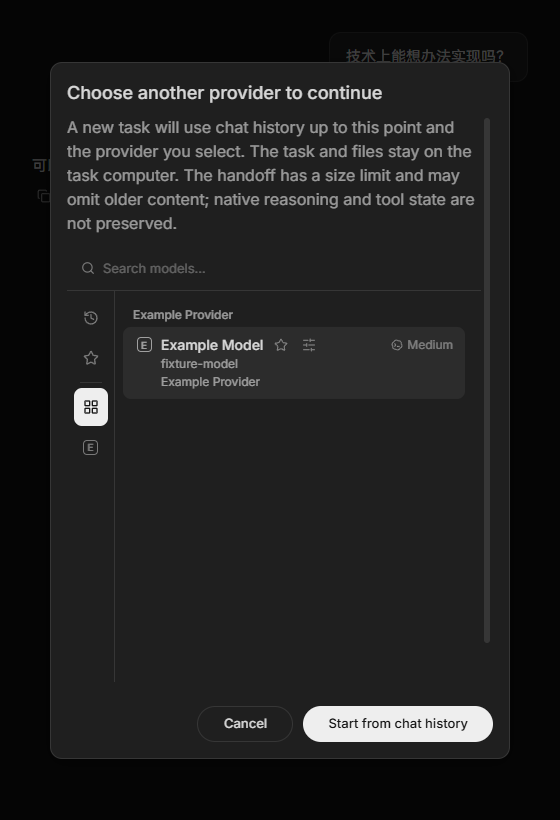 技术上能想办法实现吗?
Choose another provider to continue
A new task will use chat history up to this point and
the provider you select. The task and files stay on the
task computer. The handoff has a size limit and may
omit older content; native reasoning and tool state are
not preserved.
可
Search models...
Example Provider
E Example Model Medium
fixture-model
Example Provider
E
Cancel Start from chat history